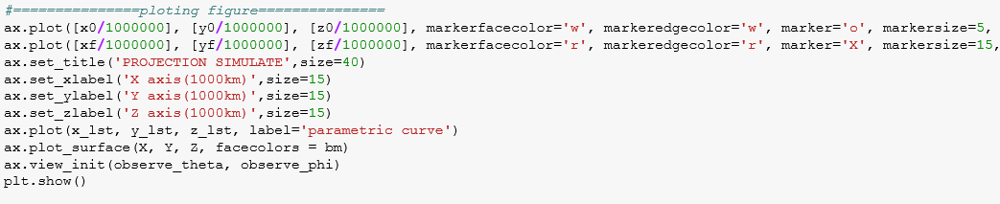 #===============ploting figure===============
ax.plot([x0/1000000], [y0/1000000], [z0/1000000], markerfacecolor='w', markeredgecolor='w', marker='o', markersize=5,
ax.plot([xf/1000000], [yf/1000000], [zf/1000000], markerfacecolor='r', markeredgecolor='r', marker='X', markersize=15,
ax.set_title('PROJECTION SIMULATE',size=40)
ax.set_xlabel('X axis(1000km)',size=15)
ax.set_ylabel('Y axis(1000km)',size=15)
ax.set_zlabel('Z axis(1000km)',size=15)
ax.plot(x_lst, y_lst, z_lst, label='parametric curve')
ax.plot_surface(X, Y, Z, facecolors = bm)
ax.view_init(observe_theta, observe_phi)
plt.show()